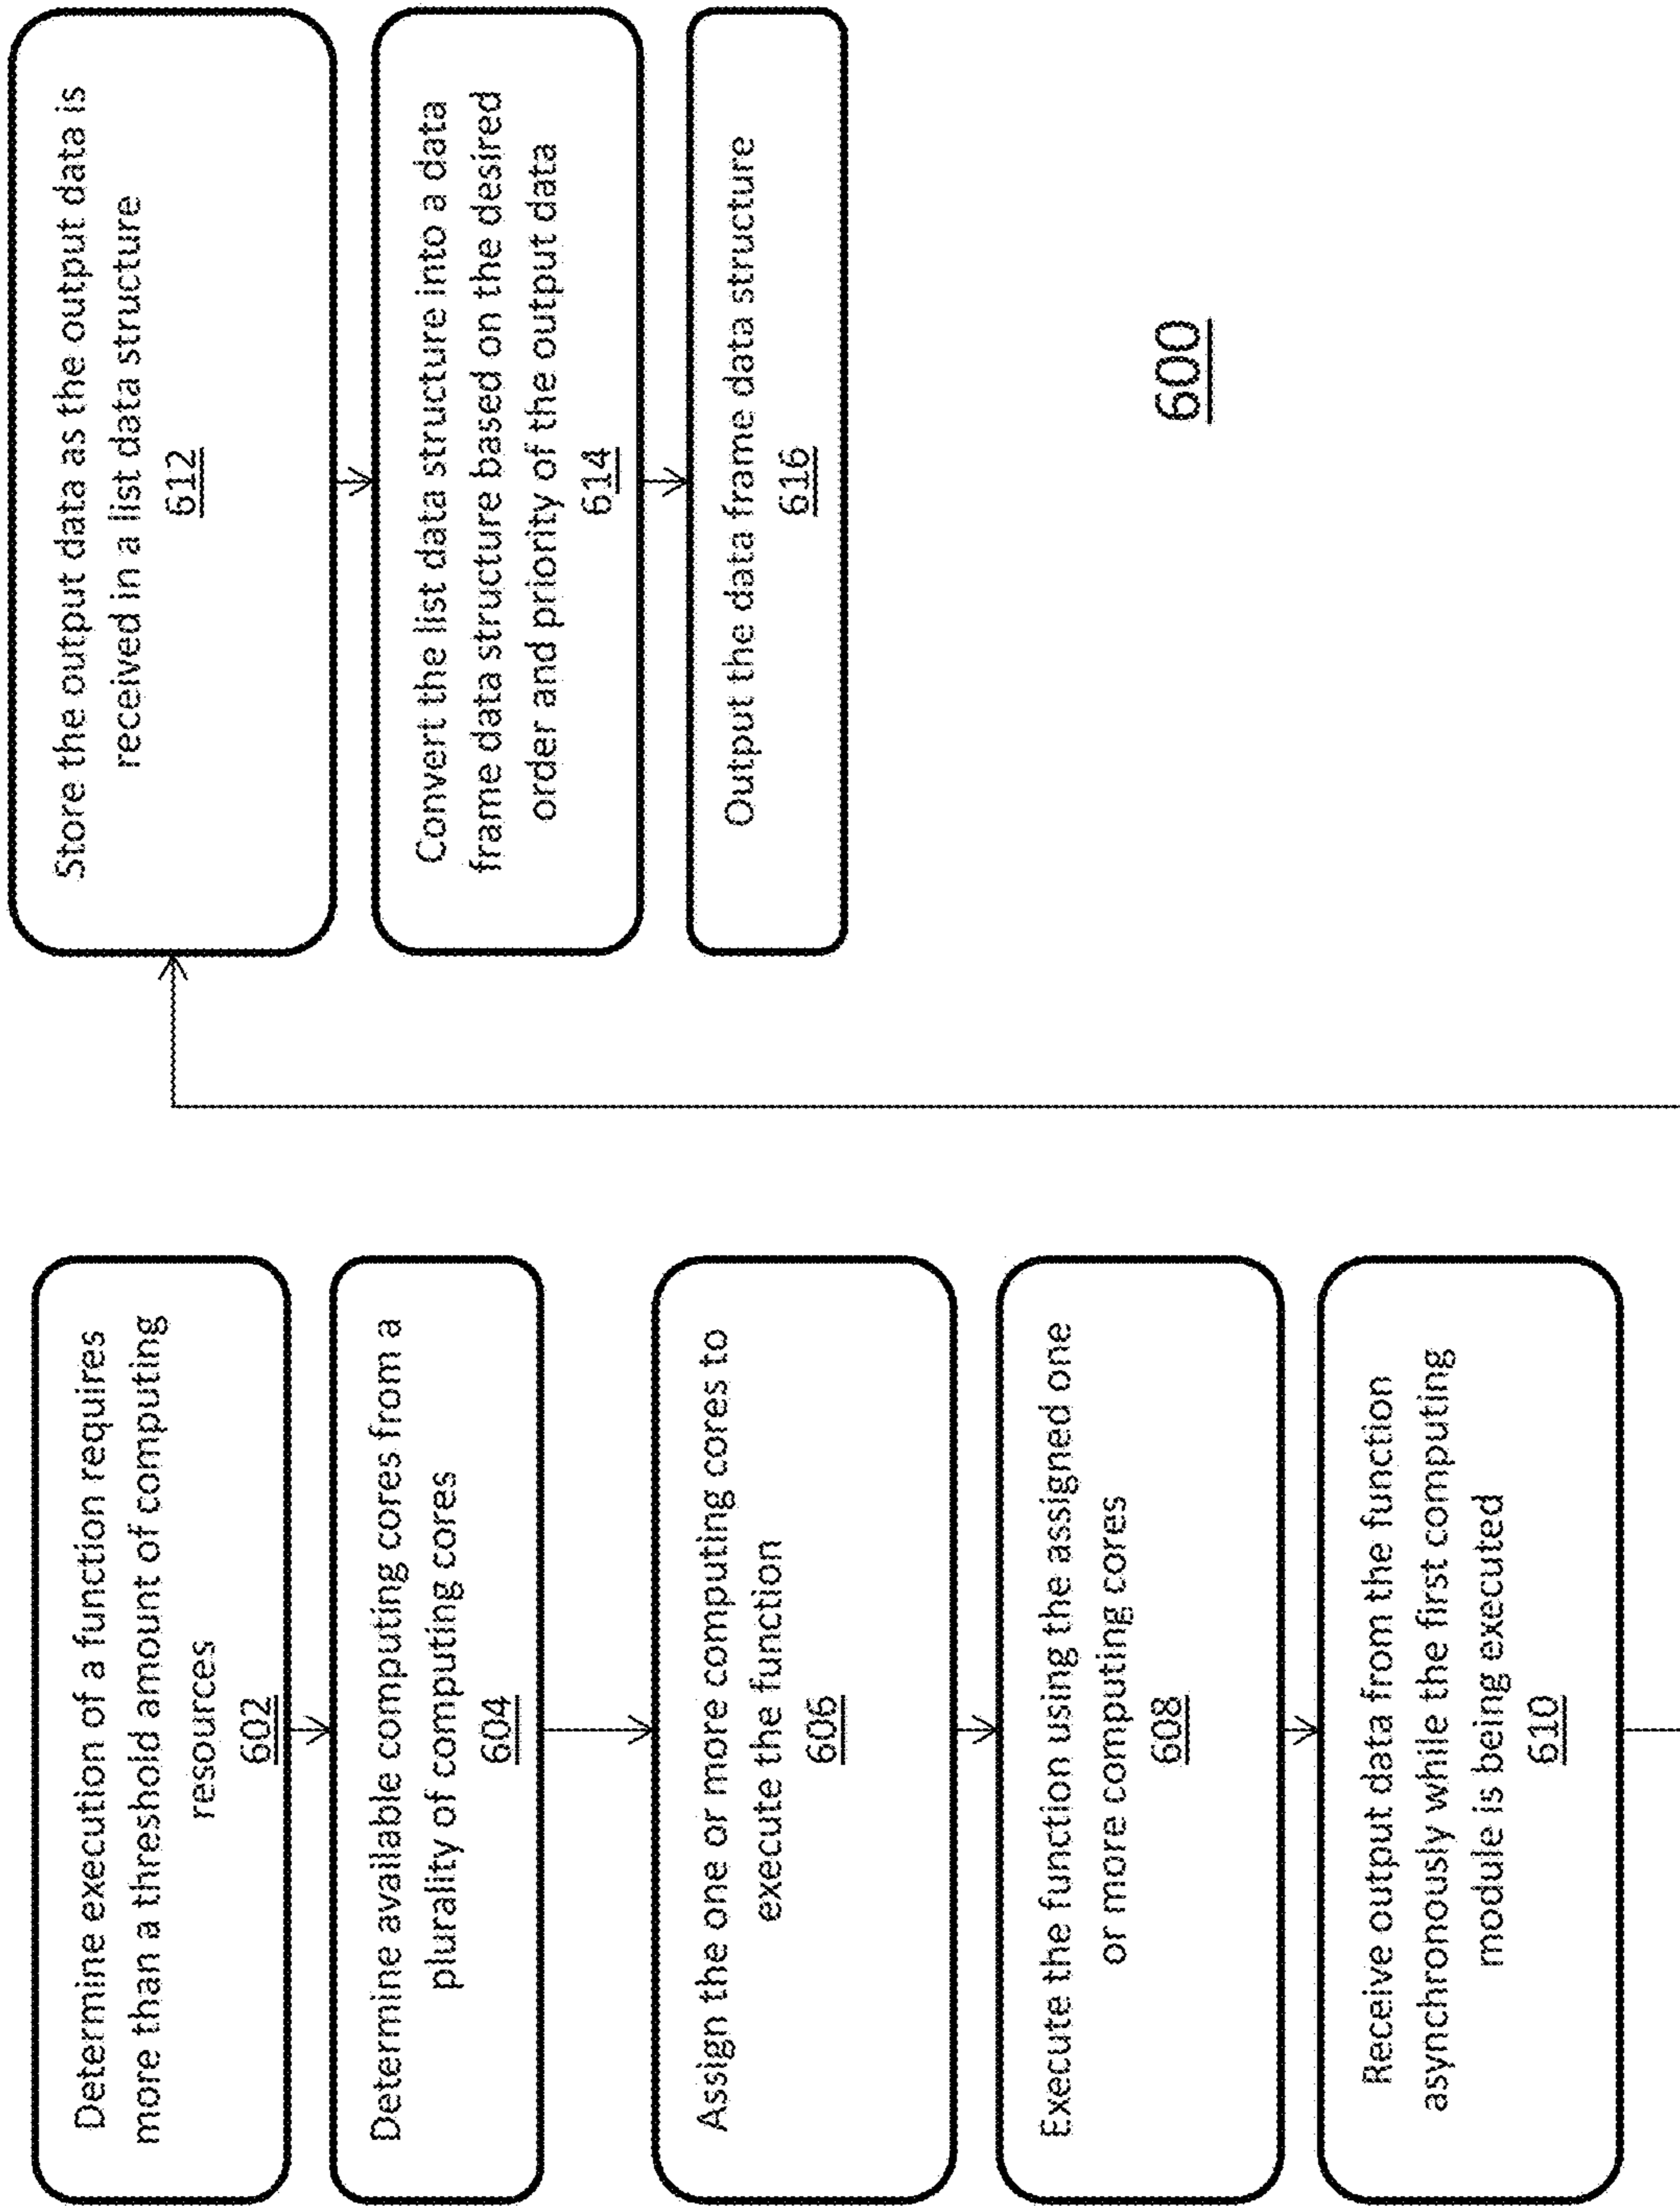 Determine execution of a function requires
more than a threshold amount of computing
resources
602
Determine available computing cores from a
plurality of computing cores
604
Assign the one or more computing cores to
execute the function
606
Execute the function using the assigned one
or more computing cores
608
Receive output data from the function
asynchronously while the first computing
module is being executed
610
Store the output data as the output data is
received in a list data structure
612
Convert the list data structure into a data
frame data structure based on the desired
order and priority of the output data
614
Output the data frame data structure
616
600